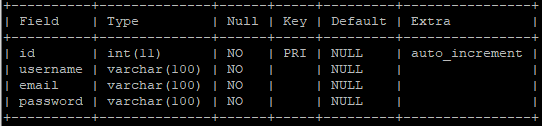 +----------+--------------+------+-----+---------+----------------+
| Field    | Type         | Null | Key | Default | Extra          |
+----------+--------------+------+-----+---------+----------------+
| id       | int(11)      | NO   | PRI | NULL    | auto_increment |
| username | varchar(100) | NO   |     | NULL    |                |
| email    | varchar(100) | NO   |     | NULL    |                |
| password | varchar(100) | NO   |     | NULL    |                |
+----------+--------------+------+-----+---------+----------------+